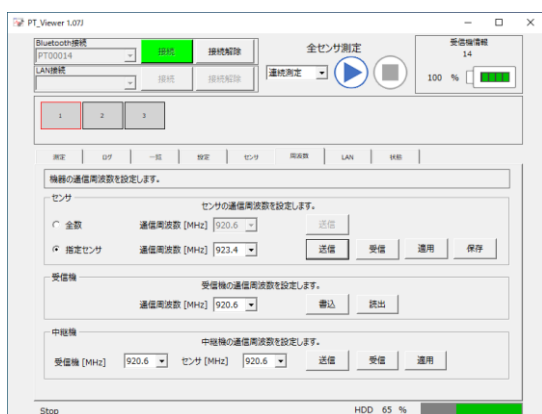 PT_Viewer 1.07J
Bluetooth接続
PT00014
接続
接続解除
LAN接続
接続
接続解除
全センサ測定
連続測定
受信機情報
14
100 %
1 2 3
測定 ログ 一覧 設定 センサ 周波数 LAN 状態
機器の通信周波数を設定します。
センサ
センサの通信周波数を設定します。
全数 通信周波数 [MHz] 920.6 送信
指定センサ 通信周波数 [MHz] 923.4 送信 受信 適用 保存
受信機
受信機の通信周波数を設定します。
通信周波数 [MHz] 920.6 書込 読出
中継機
中継機の通信周波数を設定します。
受信機 [MHz] 920.6 センサ [MHz] 920.6 送信 受信 適用
Stop HDD 65 %